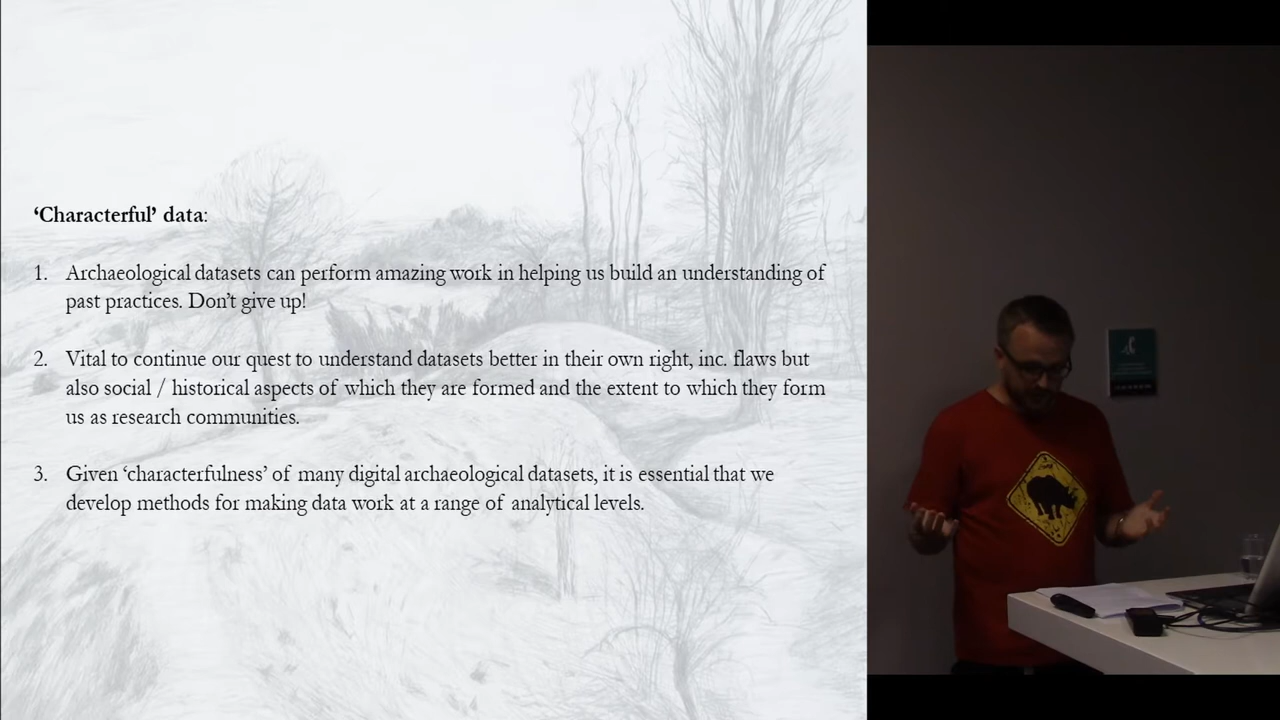 ‘Characterful’ data:
1. Archaeological datasets can perform amazing work in helping us build an understanding of
past practices. Don’t give up!
2. Vital to continue our quest to understand datasets better in their own right, inc. flaws but
also social / historical aspects of which they are formed and the extent to which they form
us as research communities.
3. Given ‘characterfulness’ of many digital archaeological datasets, it is essential that we
develop methods for making data work at a range of analytical levels.